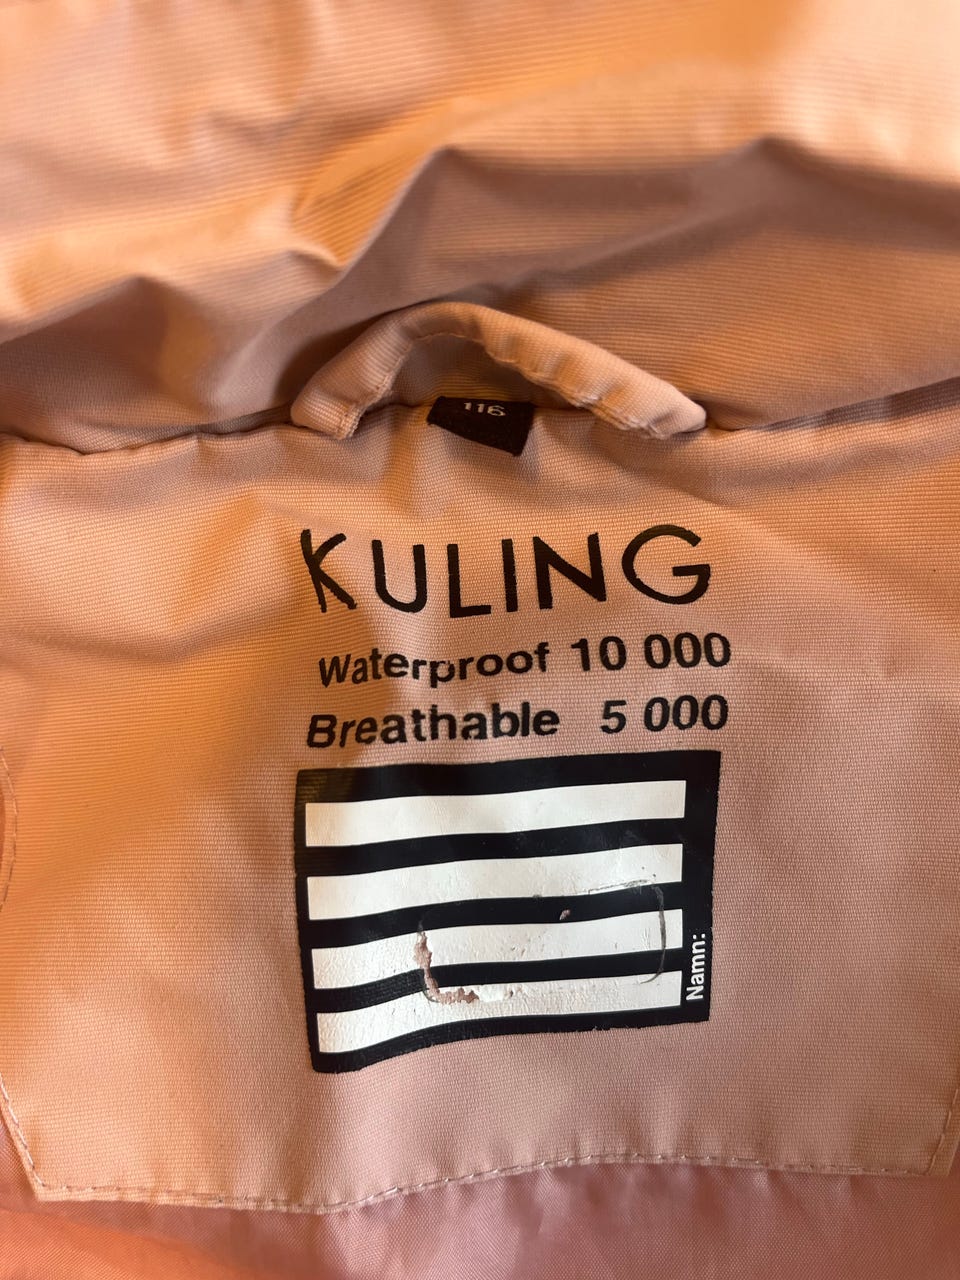 116
KULING
Waterproof 10 000
Breathable 5 000
Namn: